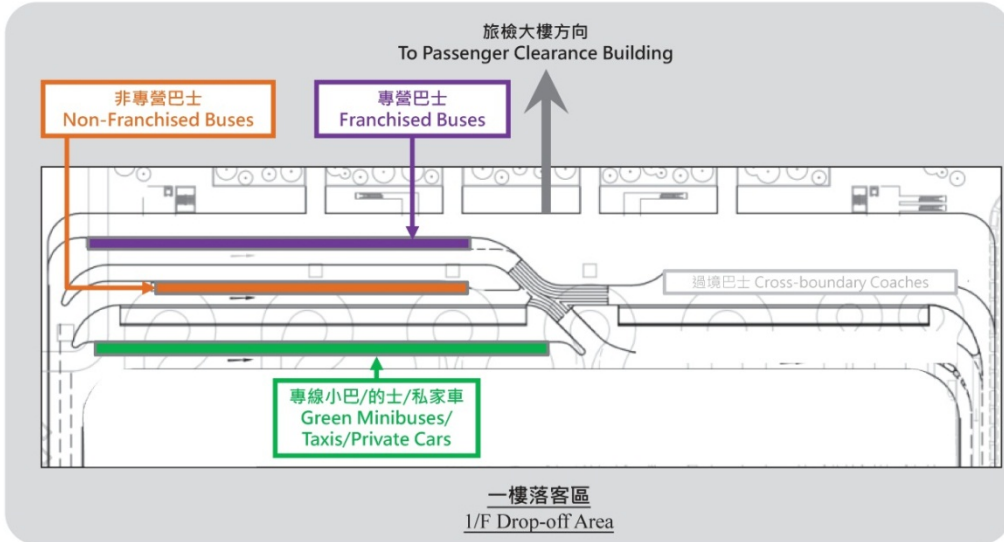 旅檢大樓方向
To Passenger Clearance Building
非專營巴士
Non-Franchised Buses
專營巴士
Franchised Buses
過境巴士 Cross-boundary Coaches
專線小巴/的士/私家車
Green Minibuses/
Taxis/Private Cars
一樓落客區
1/F Drop-off Area